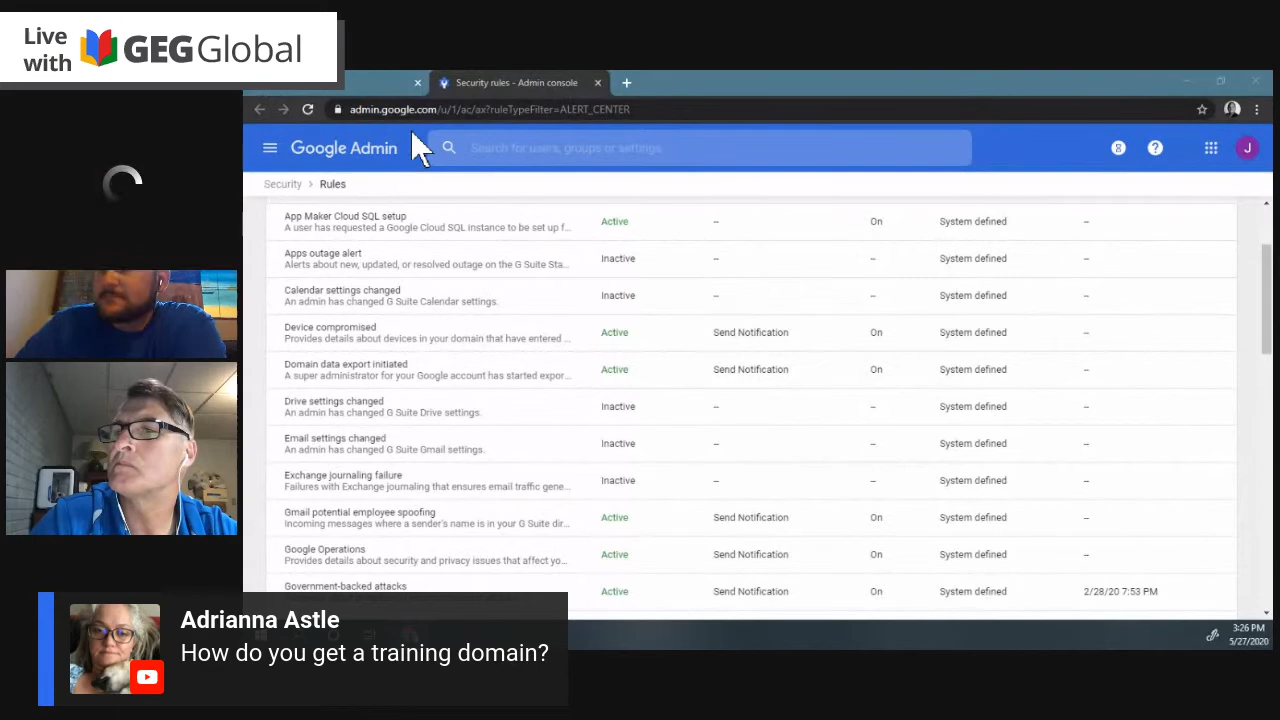 Live with GEG Global
Security rules - Admin console
admin.google.com/u/1/ac/ax?ruleTypeFilter=ALERT_CENTER
Google Admin
Search for users, groups or settings
J
Security > Rules
App Maker Cloud SQL setup
A user has requested a Google Cloud SQL instance to be set up f...
Active -- On System defined --
Apps outage alert
Alerts about new, updated, or resolved outage on the G Suite Sta...
Inactive -- -- System defined --
Calendar settings changed
An admin has changed G Suite Calendar settings.
Inactive -- -- System defined --
Device compromised
Provides details about devices in your domain that have entered ...
Active Send Notification On System defined --
Domain data export initiated
A super administrator for your Google account has started expor...
Active Send Notification On System defined --
Drive settings changed
An admin has changed G Suite Drive settings.
Inactive -- -- System defined --
Email settings changed
An admin has changed G Suite Gmail settings.
Inactive -- -- System defined --
Exchange journaling failure
Failures with Exchange journaling that ensures email traffic gene...
Inactive -- -- System defined --
Gmail potential employee spoofing
Incoming messages where a sender's name is in your G Suite dir...
Active Send Notification On System defined --
Google Operations
Provides details about security and privacy issues that affect yo...
Active Send Notification On System defined --
Government-backed attacks
Active Send Notification On System defined 2/28/20 7:53 PM
3:26 PM
5/27/2020
Adrianna Astle
How do you get a training domain?